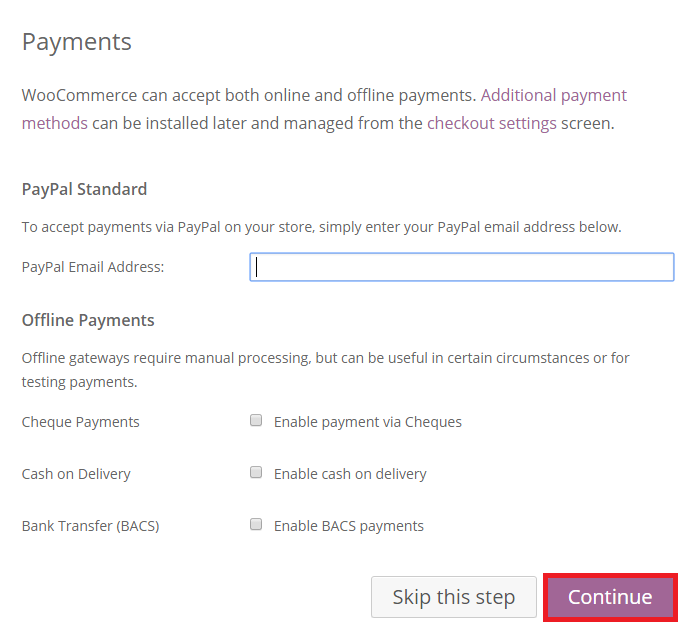 Payments
WooCommerce can accept both online and offline payments. Additional payment
methods can be installed later and managed from the checkout settings screen.
PayPal Standard
To accept payments via PayPal on your store, simply enter your PayPal email address below.
PayPal Email Address:
Offline Payments
Offline gateways require manual processing, but can be useful in certain circumstances or for
testing payments.
Cheque Payments Enable payment via Cheques
Cash on Delivery Enable cash on delivery
Bank Transfer (BACS) Enable BACS payments
Skip this step Continue